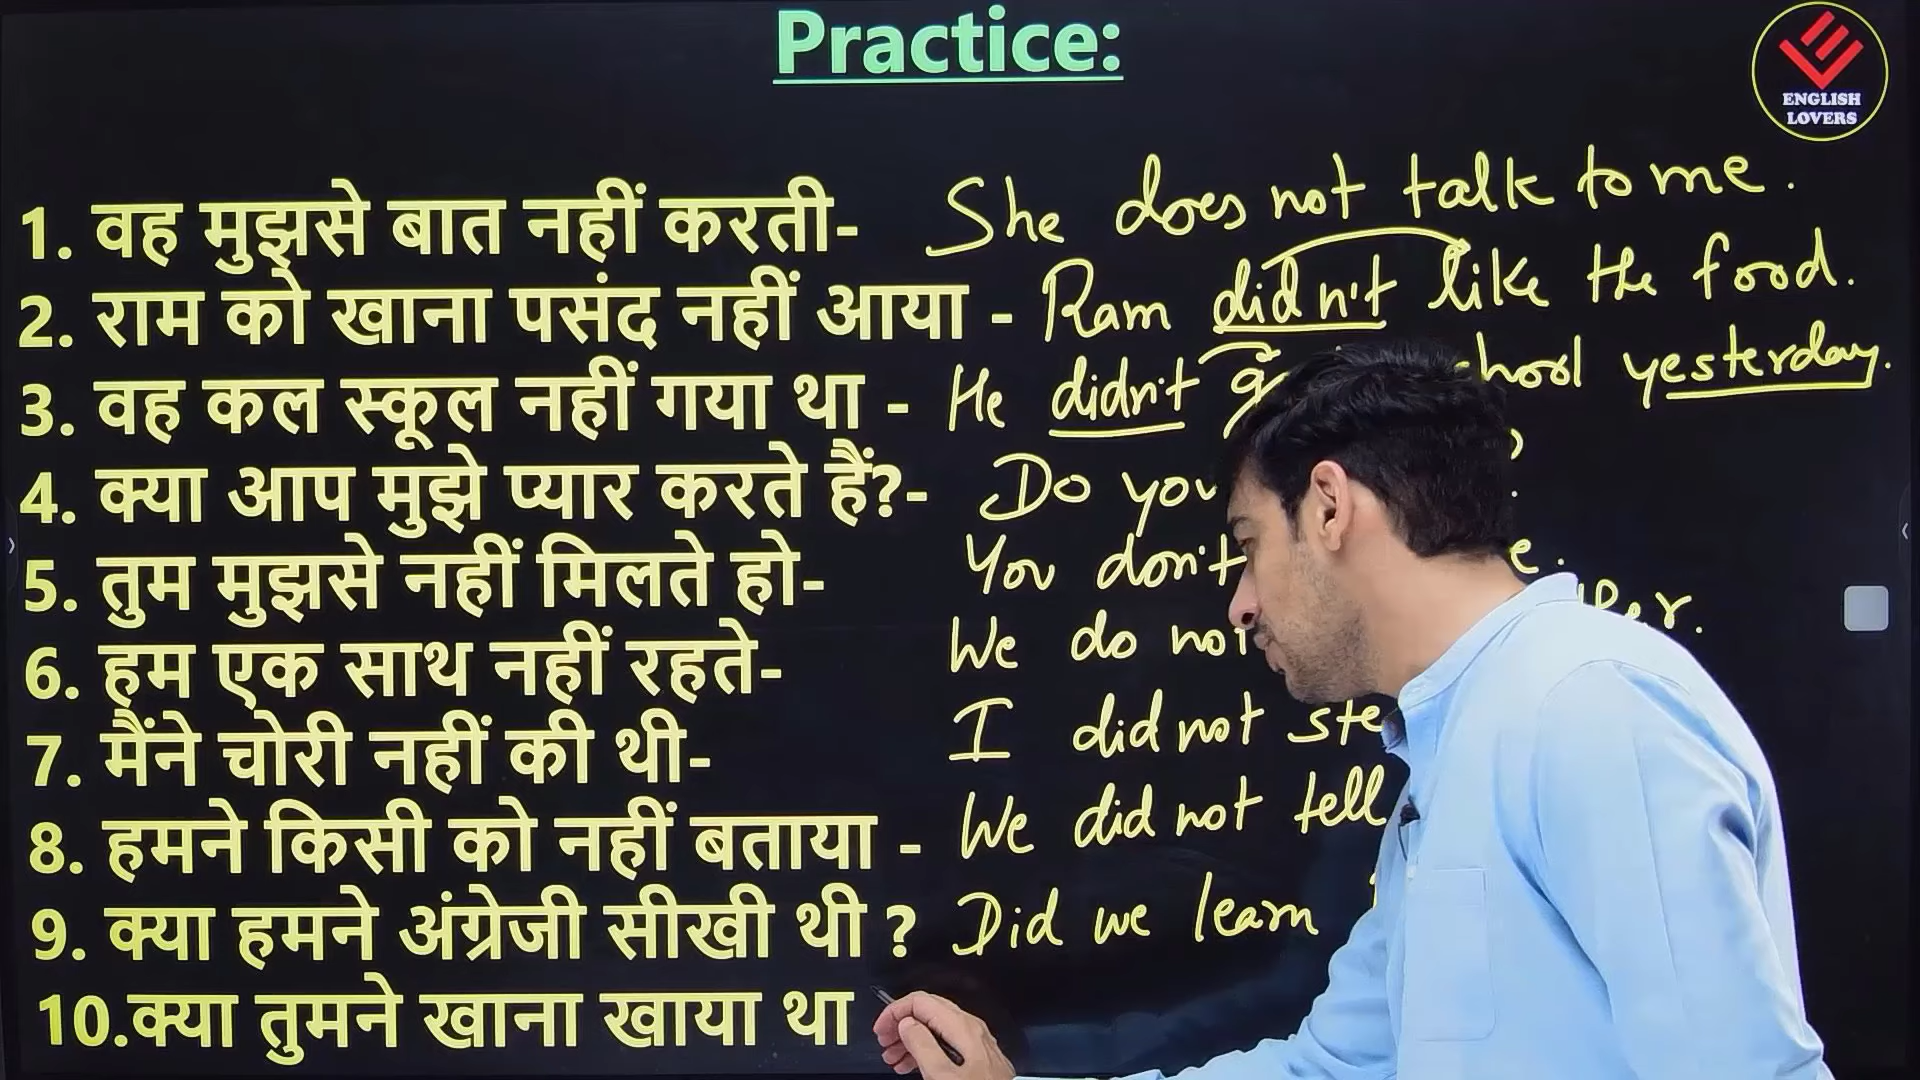 Practice:
ENGLISH
LOVERS
1. वह मुझसे बात नहीं करती- She does not talk to me.
2. राम को खाना पसंद नहीं आया - Ram didn't like the food.
3. वह कल स्कूल नहीं गया था - He didn't yesterday.
4. क्या आप मुझे प्यार करते हैं?- Do you
5. तुम मुझसे नहीं मिलते हो- You don't
6. हम एक साथ नहीं रहते- We do not
7. मैंने चोरी नहीं की थी- I did not
8. हमने किसी को नहीं बताया - We did not tell
9. क्या हमने अंग्रेजी सीखी थी ? Did we learn
10.क्या तुमने खाना खाया था